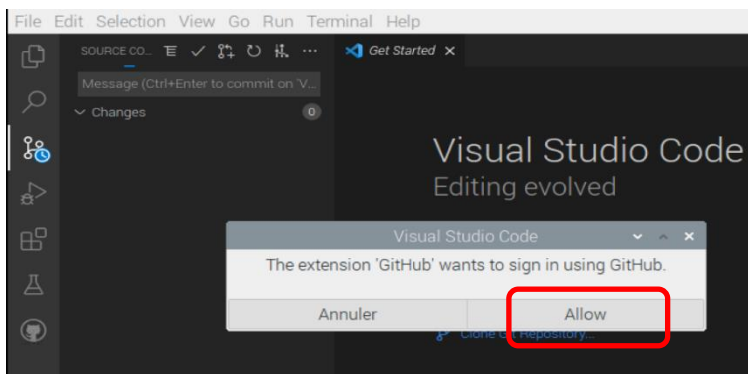 File Edit Selection View Go Run Terminal Help
SOURCE CO... Get Started
Message (Ctrl+Enter to commit on 'V...
Changes 0
Visual Studio Code
Editing evolved
Visual Studio Code
The extension 'GitHub' wants to sign in using GitHub.
Annuler Allow
Clone Git Repository...